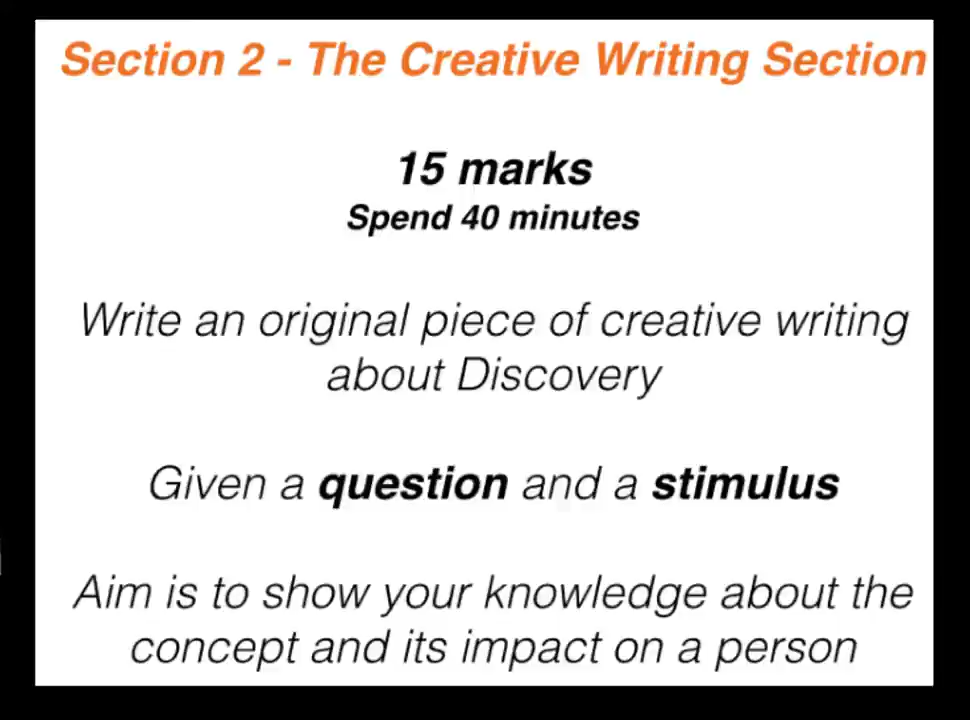 Section 2 - The Creative Writing Section
15 marks
Spend 40 minutes
Write an original piece of creative writing
about Discovery
Given a question and a stimulus
Aim is to show your knowledge about the
concept and its impact on a person